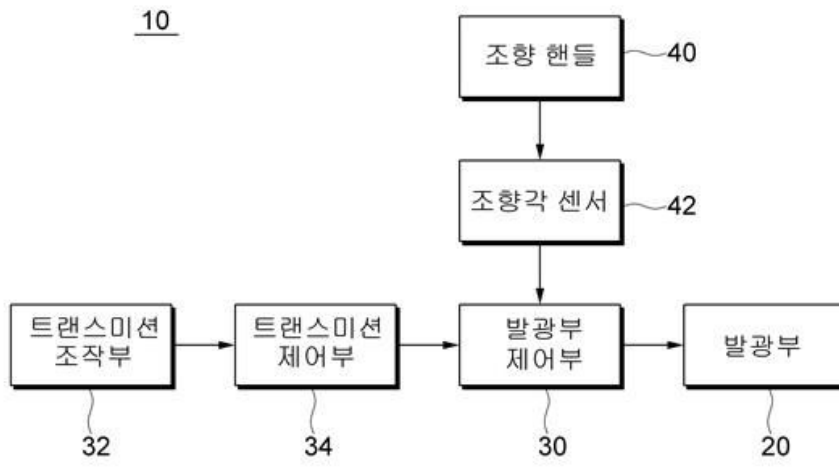 10
조향 핸들
40
조향각 센서
42
트랜스미션
조작부
트랜스미션
제어부
발광부
제어부
발광부
32
34
30
20